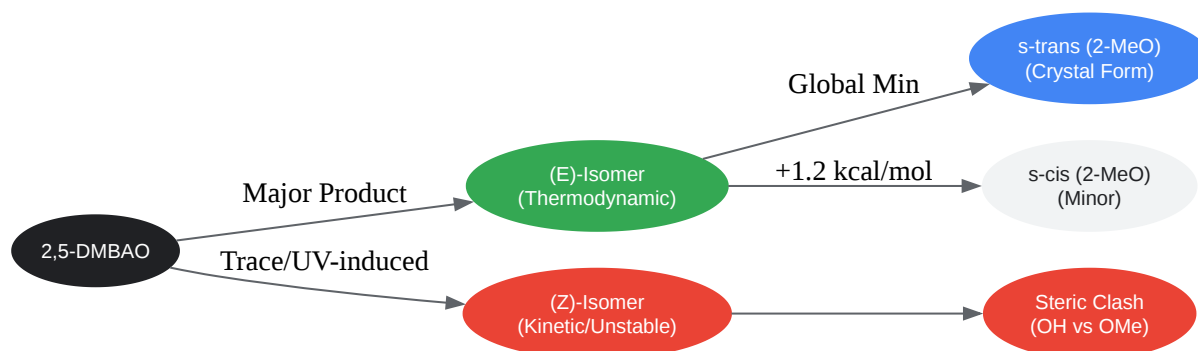 s-trans (2-MeO)
(Crystal Form)
Global Min
(E)-Isomer
(Thermodynamic)
+1.2 kcal/mol
s-cis (2-MeO)
(Minor)
Major Product
2,5-DMBAO
Trace/UV-induced
(Z)-Isomer
(Kinetic/Unstable)
Steric Clash
(OH vs OMe)